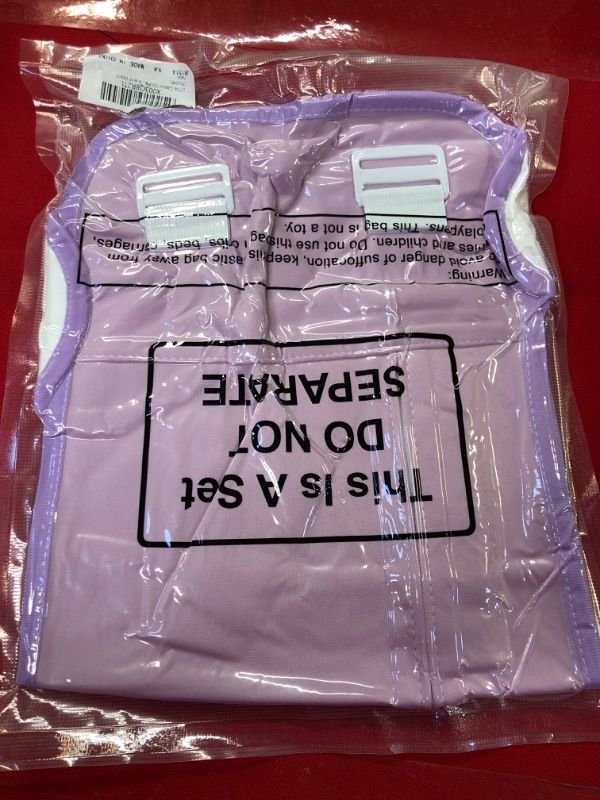 This Is A Set
DO NOT
SEPARATE
Warning:
To avoid danger of suffocation, keep this plastic bag away from
babies and children. Do not use this bag in cribs, beds, carriages,
playpens. This bag is not a toy.
MADE IN CHINA